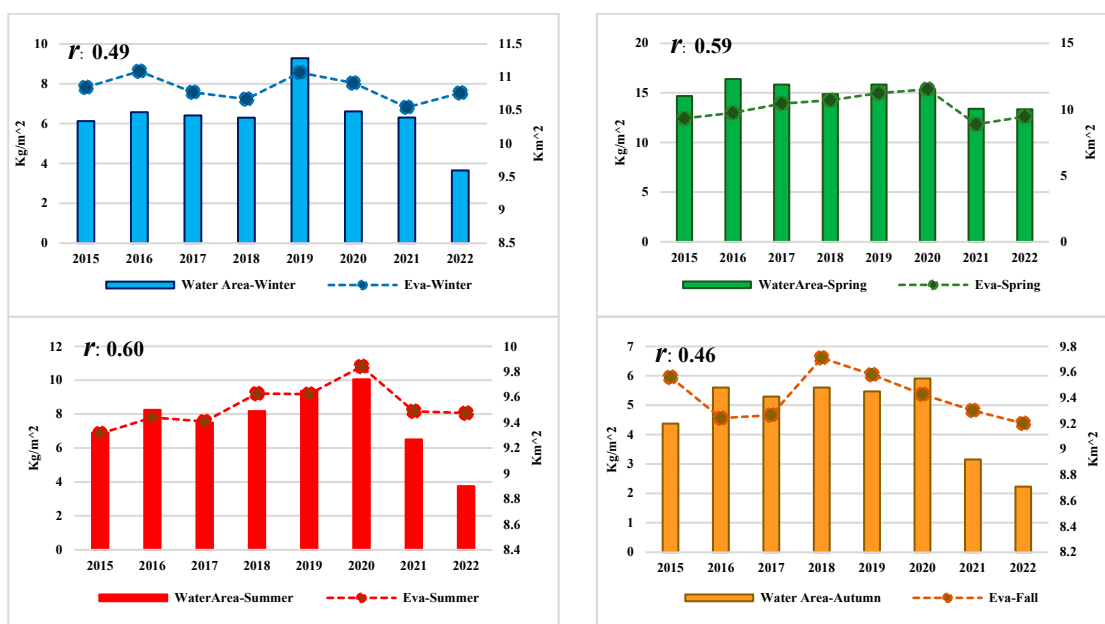 r: 0.49
10
8
6
4
2
0
Kg/m^2
11.5
11
10.5
10
9.5
9
8.5
Km^2
2015 2016 2017 2018 2019 2020 2021 2022
Water Area-Winter Eva-Winter
r: 0.59
20
15
10
5
0
Kg/m^2
15
10
5
0
Km^2
2015 2016 2017 2018 2019 2020 2021 2022
WaterArea-Spring Eva-Spring
r: 0.60
12
10
8
6
4
2
0
Kg/m^2
10
9.8
9.6
9.4
9.2
9
8.8
8.6
8.4
Km^2
2015 2016 2017 2018 2019 2020 2021 2022
WaterArea-Summer Eva-Summer
r: 0.46
7
6
5
4
3
2
1
0
Kg/m^2
9.8
9.6
9.4
9.2
9
8.8
8.6
8.4
8.2
Km^2
2015 2016 2017 2018 2019 2020 2021 2022
Water Area-Autumn Eva-Fall